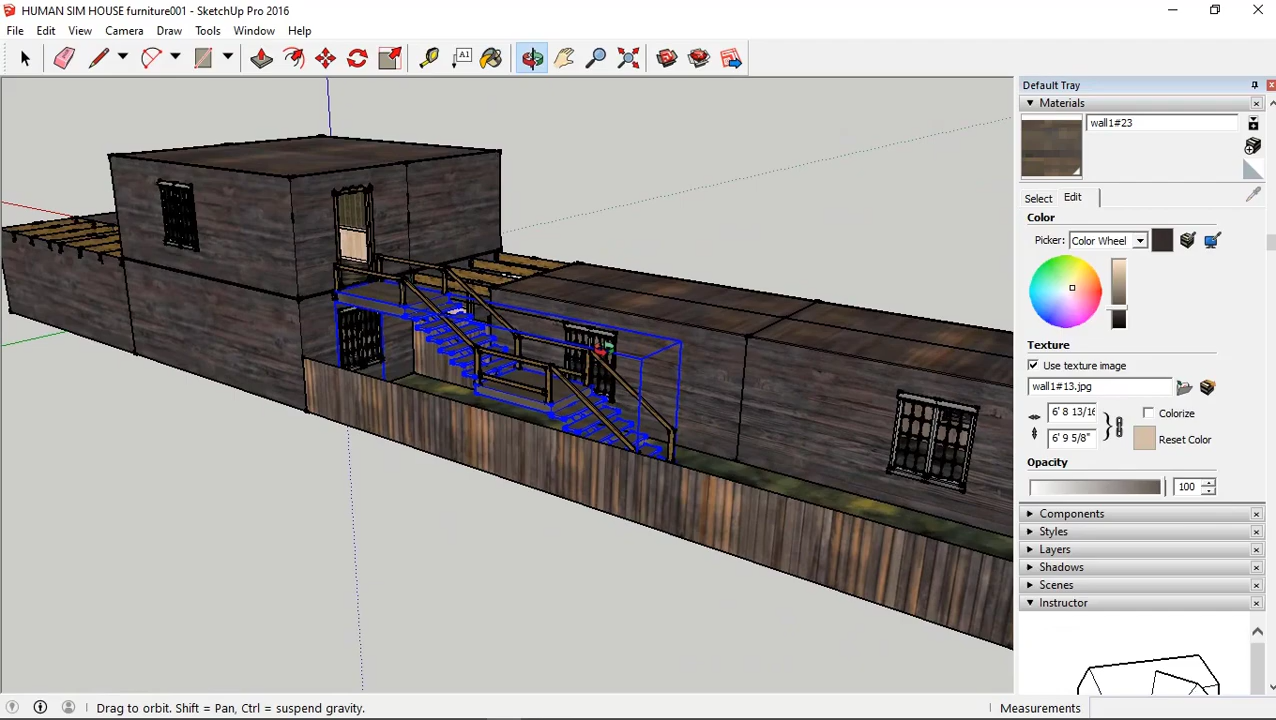 HUMAN SIM HOUSE furniture001 - SketchUp Pro 2016
File Edit View Camera Draw Tools Window Help
A1
Default Tray
Materials
wall1#23
Select Edit
Color
Picker: Color Wheel
Texture
Use texture image
wall1#13.jpg
6' 8 13/16 Colorize
6' 9 5/8" Reset Color
Opacity
100
Components
Styles
Layers
Shadows
Scenes
Instructor
Drag to orbit. Shift = Pan, Ctrl = suspend gravity.
Measurements